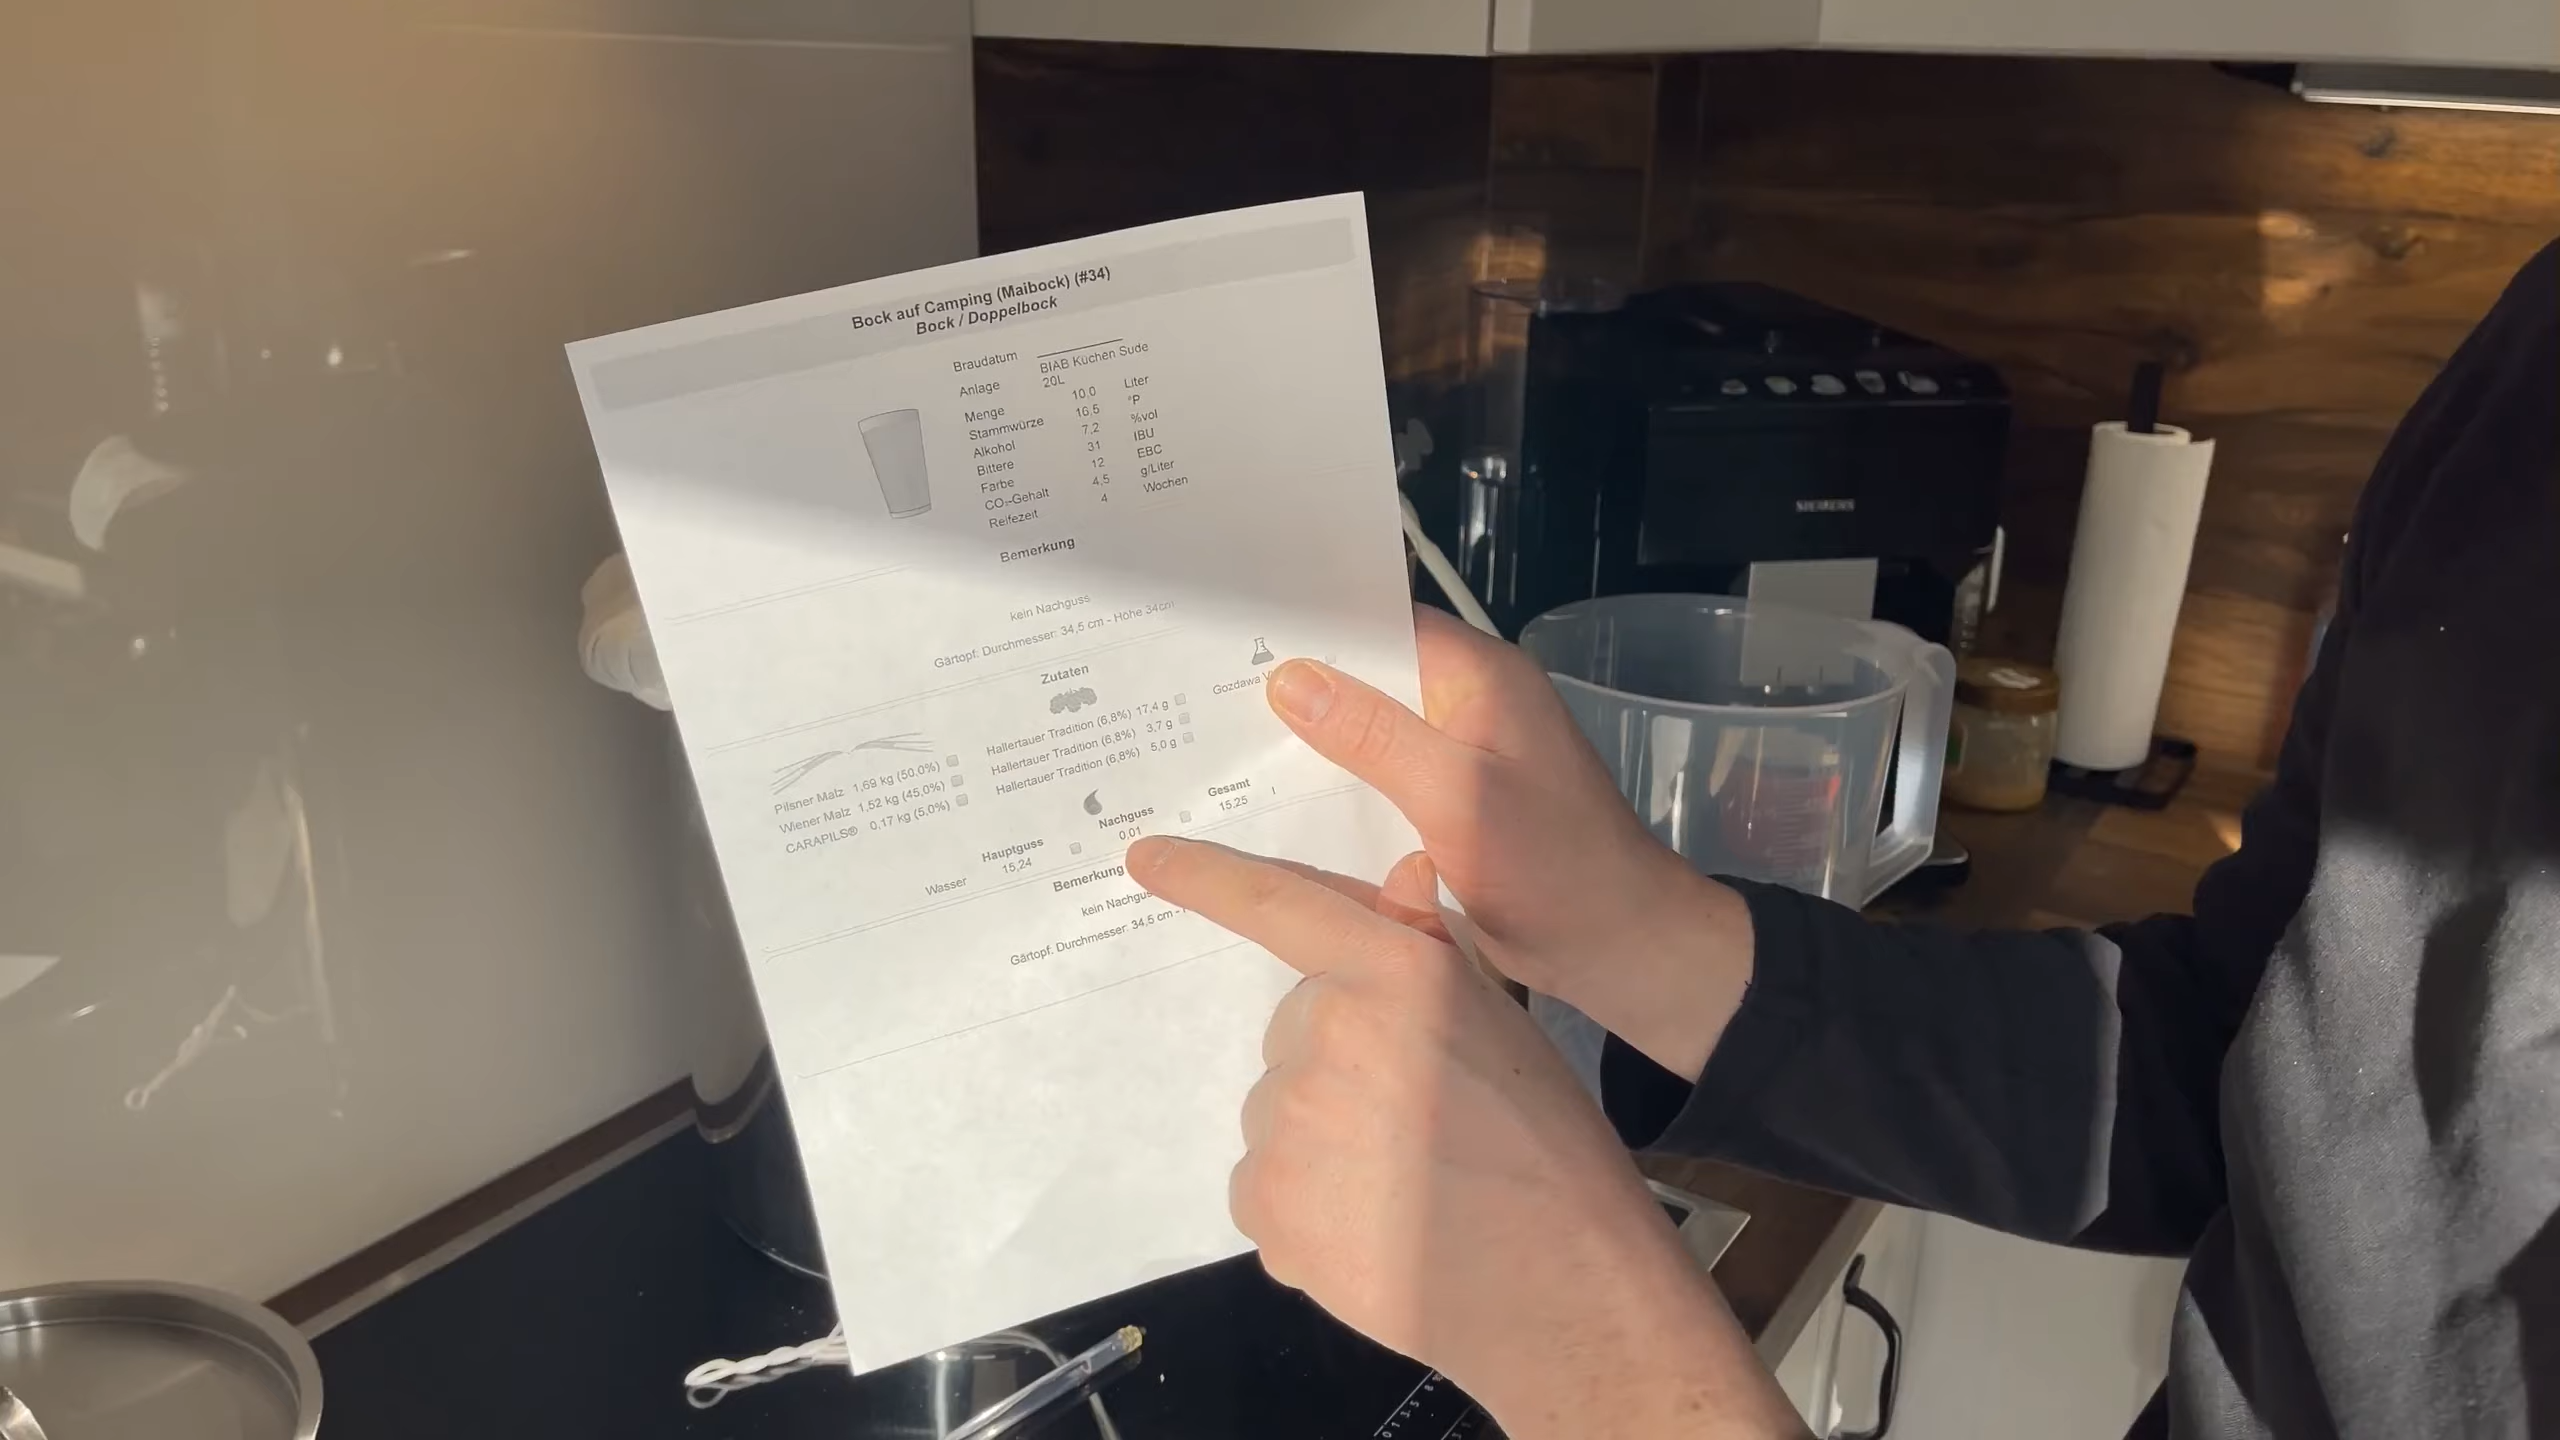 Bock auf Camping (Maibock) (#34)
Bock / Doppelbock
Braudatum
Anlage BIAB Küchen Sude 20L
Menge 10,0 Liter
Stammwürze 16,5 °P
Alkohol 7,2 %vol
Bittere 31 IBU
Farbe 12 EBC
CO₂-Gehalt 4,5 g/Liter
Reifezeit 4 Wochen
Bemerkung
kein Nachguss
Gärtopf: Durchmesser: 34,5 cm - Höhe 34cm
Zutaten
Pilsner Malz 1,69 kg (50,0%)
Wiener Malz 1,52 kg (45,0%)
CARAPILS® 0,17 kg (5,0%)
Hallertauer Tradition (6,8%) 17,4 g
Hallertauer Tradition (6,8%) 3,7 g
Hallertauer Tradition (6,8%) 5,0 g
Gozdawa
Hauptguss Nachguss Gesamt
Wasser 15,24 0,01 15,25 l
Bemerkung
kein Nachguss
Gärtopf: Durchmesser: 34,5 cm -
SIEMENS